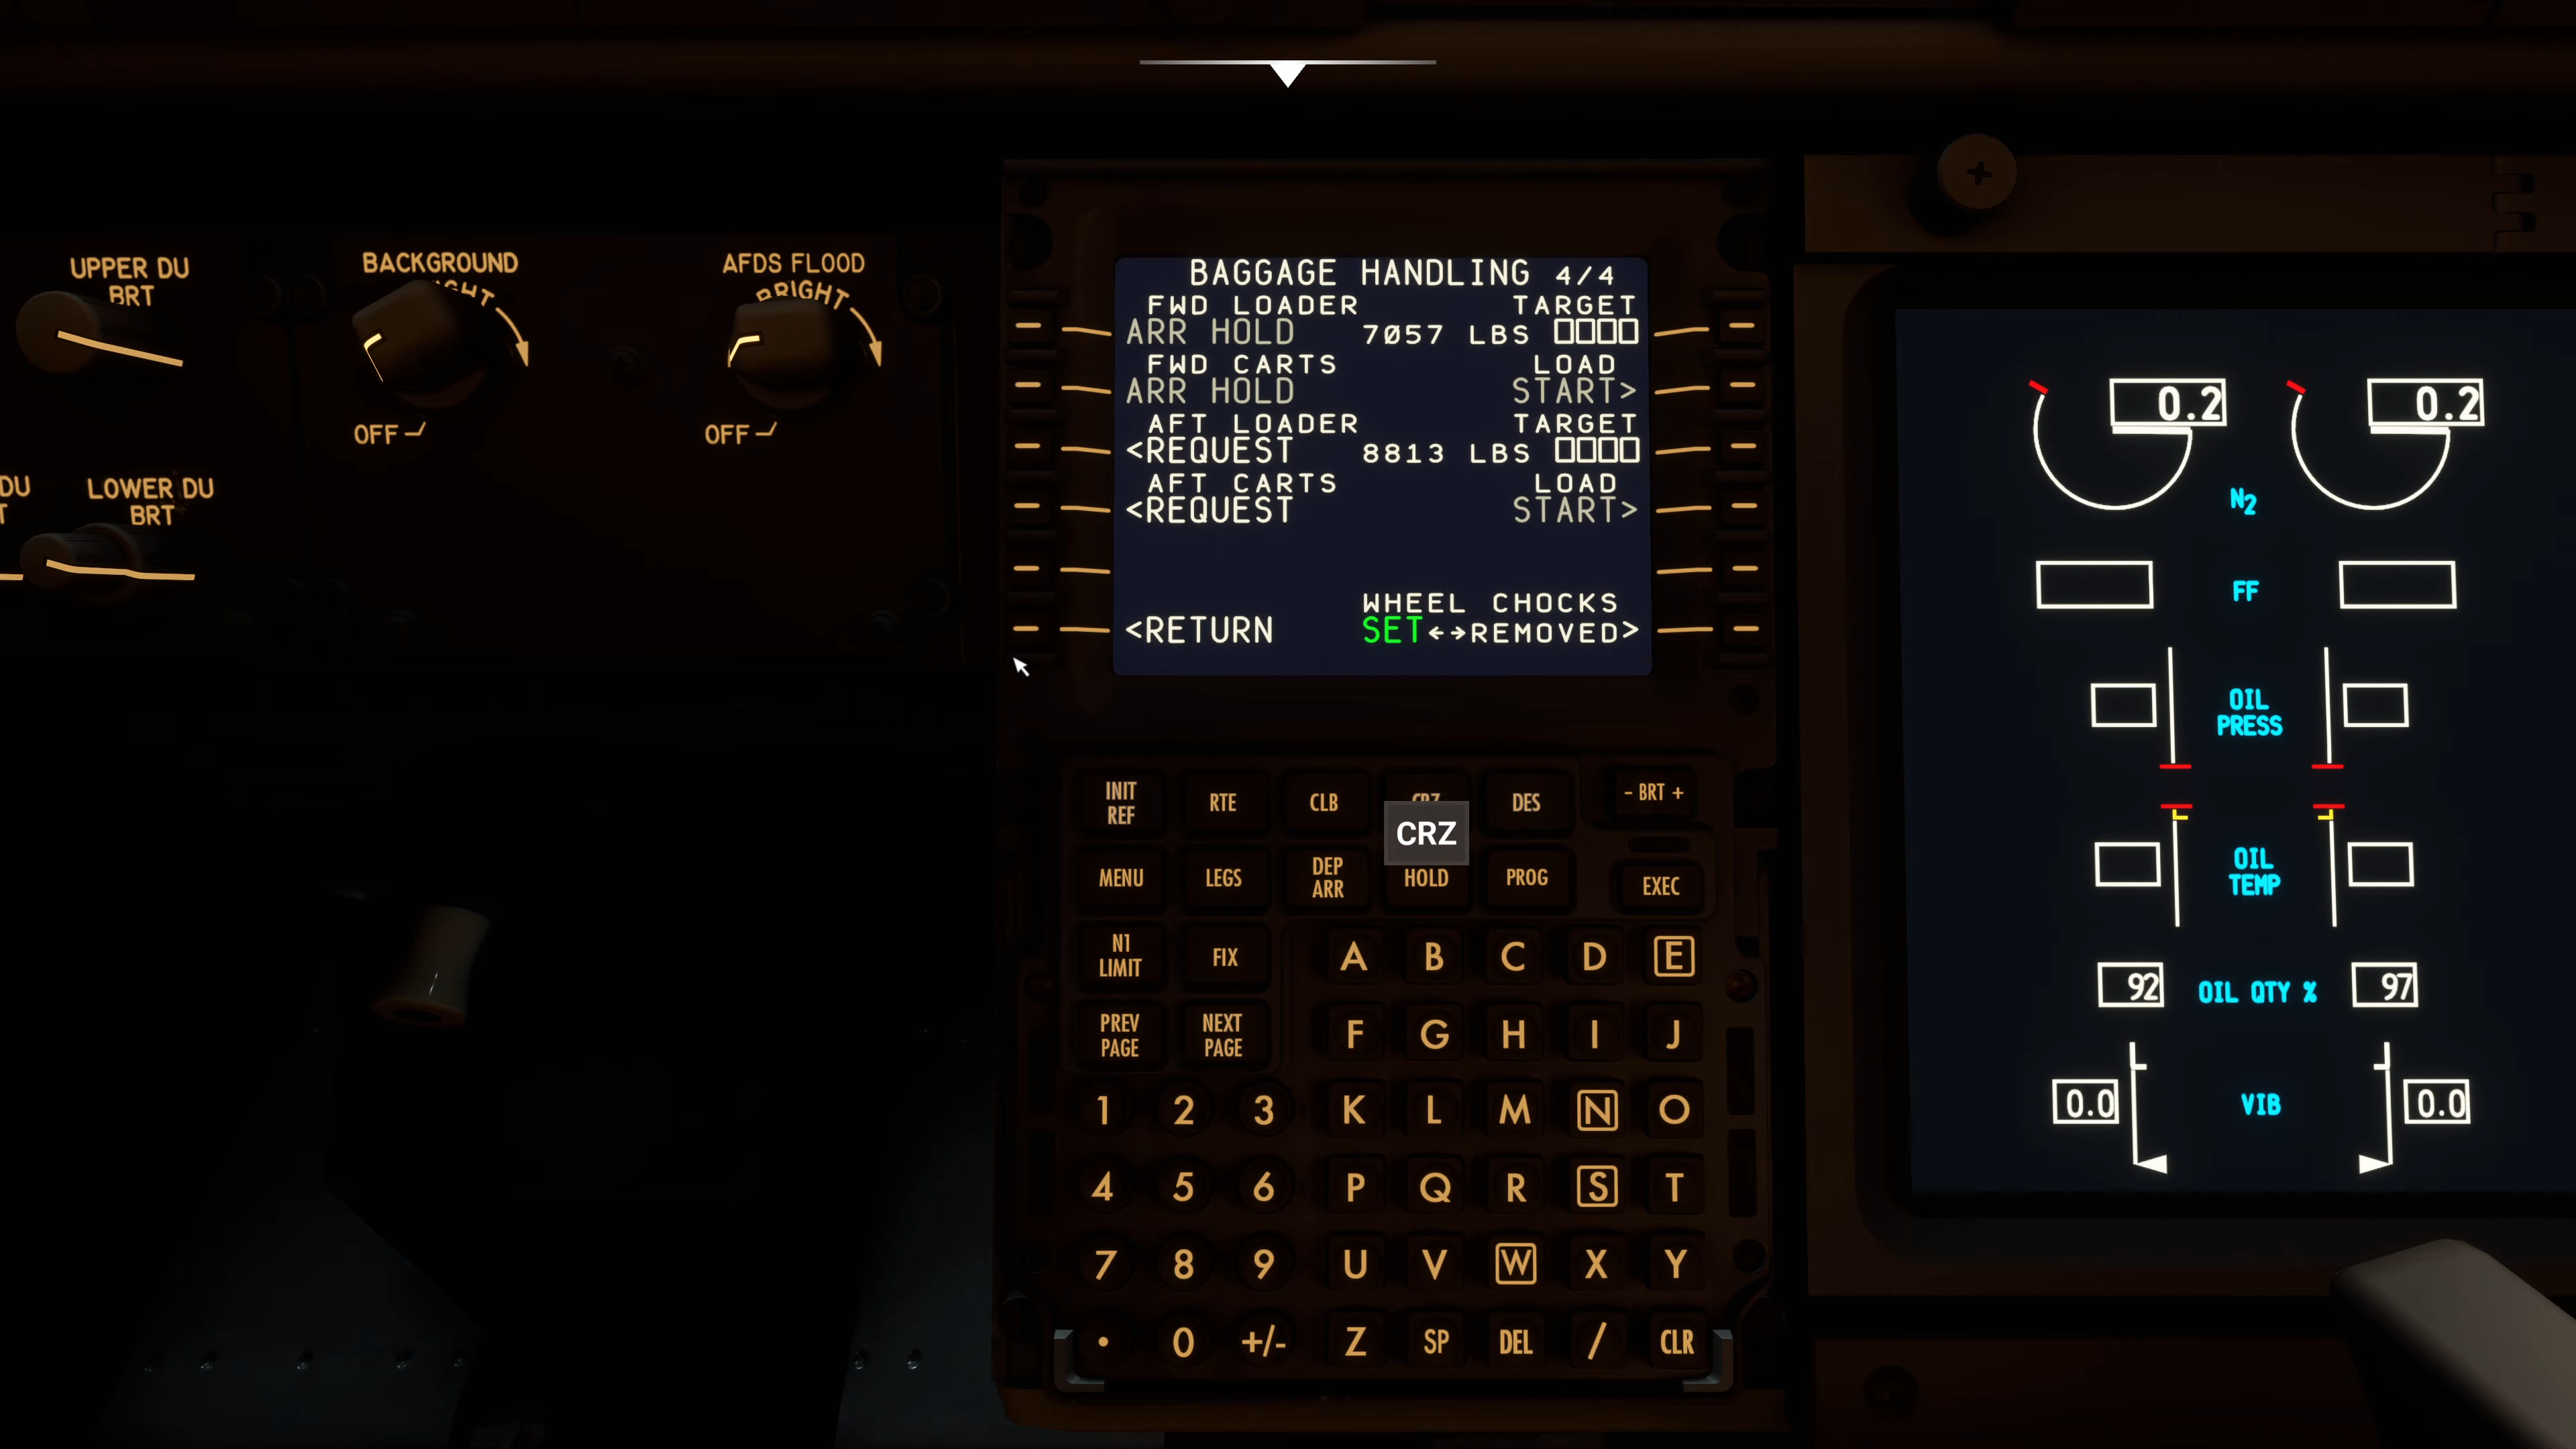 UPPER DU
BRT
BACKGROUND
OFF
AFDS FLOOD
BRIGHT
OFF
DU
LOWER DU
BRT
BAGGAGE HANDLING 4/4
FWD LOADER TARGET
ARR HOLD 7057 LBS □□□□
FWD CARTS LOAD
ARR HOLD START>
AFT LOADER TARGET
<REQUEST 8813 LBS □□□□
AFT CARTS LOAD
<REQUEST START>
WHEEL CHOCKS
<RETURN SET←→REMOVED>
INIT
REF
RTE
CLB
CRZ
DES
- BRT +
MENU
LEGS
DEP
ARR
HOLD
PROG
EXEC
N1
LIMIT
FIX
PREV
PAGE
NEXT
PAGE
A B C D E
F G H I J
1 2 3 K L M N O
4 5 6 P Q R S T
7 8 9 U V W X Y
. 0 +/- Z SP DEL / CLR
0.2 0.2
N2
FF
OIL
PRESS
OIL
TEMP
92 OIL QTY % 97
0.0 VIB 0.0